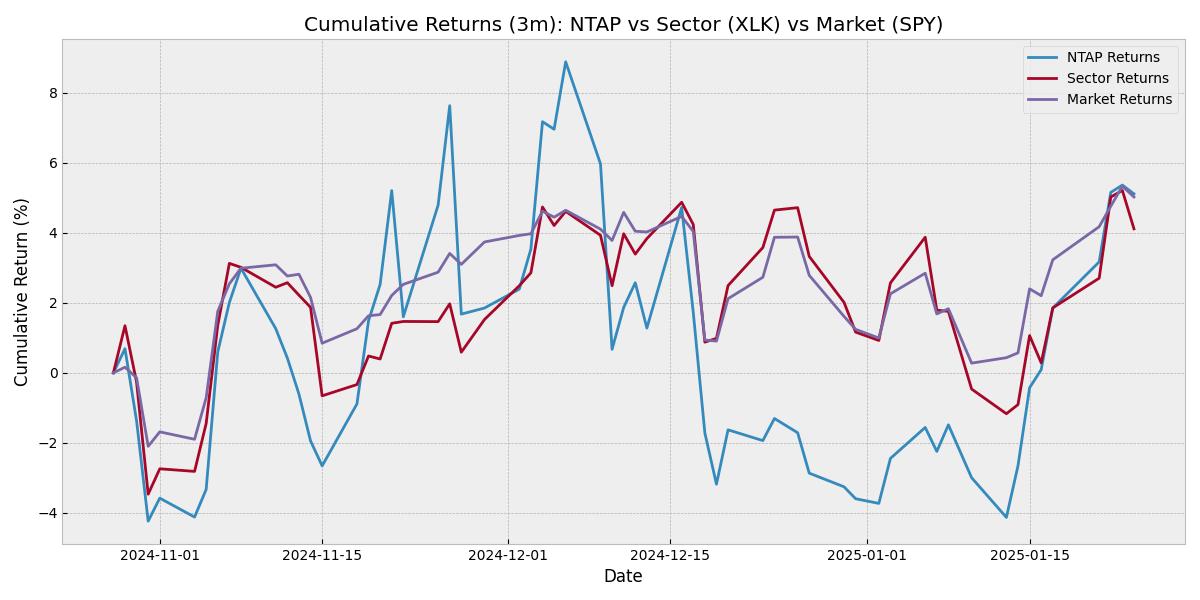 Cumulative Returns (3m): NTAP vs Sector (XLK) vs Market (SPY)
NTAP Returns
Sector Returns
Market Returns
Cumulative Return (%)
8
6
4
2
0
−2
−4
2024-11-01 2024-11-15 2024-12-01 2024-12-15 2025-01-01 2025-01-15
Date